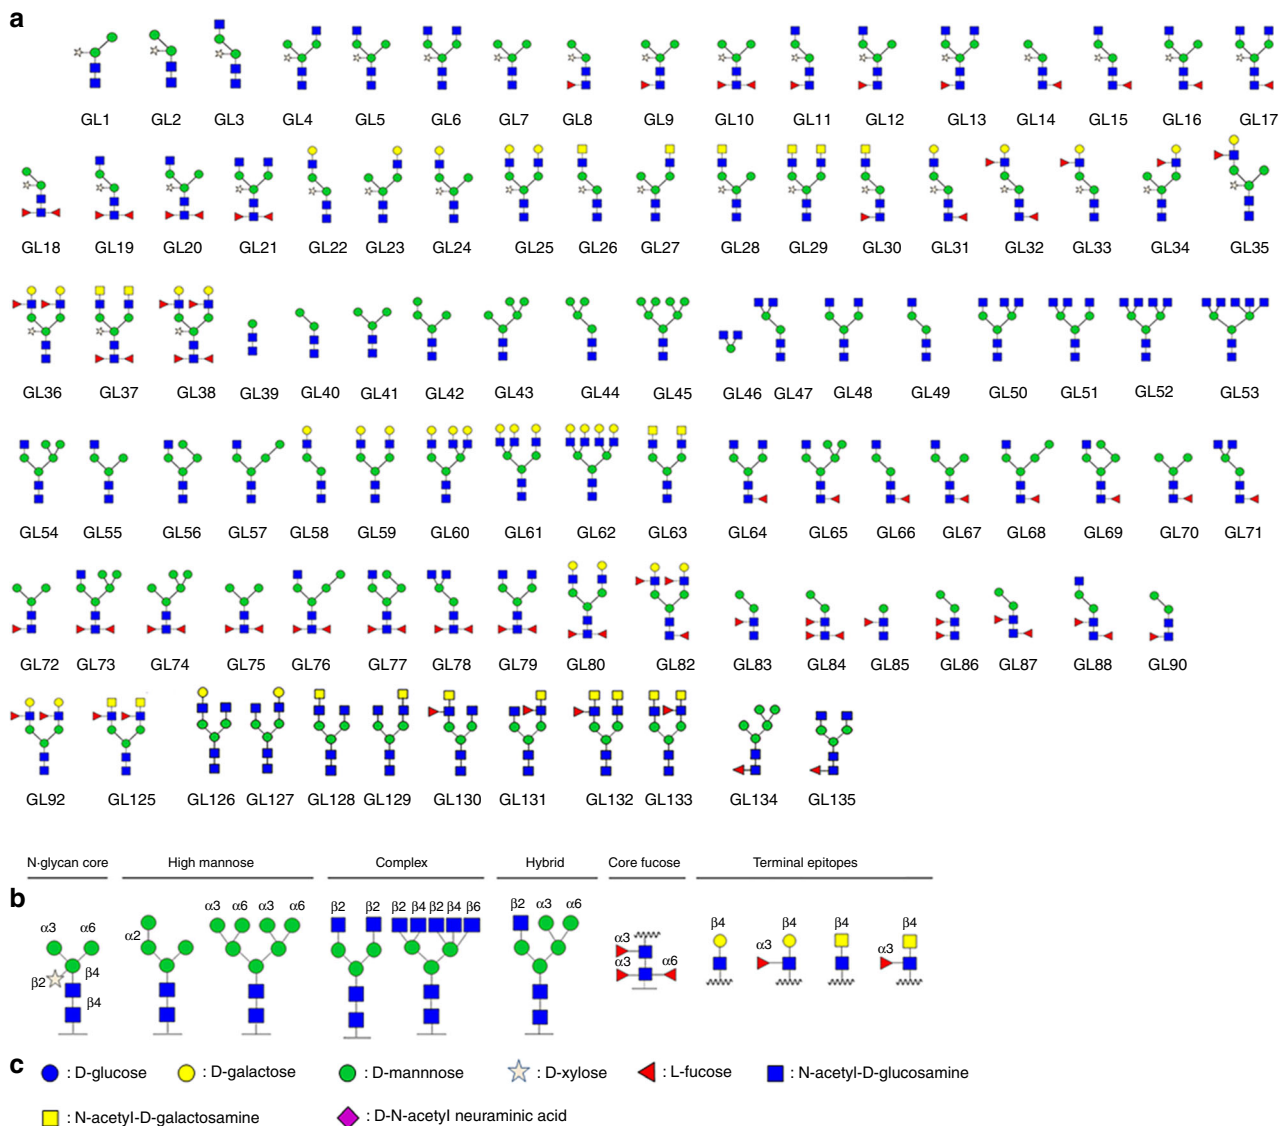 a
GL1 GL2 GL3 GL4 GL5 GL6 GL7 GL8 GL9 GL10 GL11 GL12 GL13 GL14 GL15 GL16 GL17
GL18 GL19 GL20 GL21 GL22 GL23 GL24 GL25 GL26 GL27 GL28 GL29 GL30 GL31 GL32 GL33 GL34 GL35
GL36 GL37 GL38 GL39 GL40 GL41 GL42 GL43 GL44 GL45 GL46 GL47 GL48 GL49 GL50 GL51 GL52 GL53
GL54 GL55 GL56 GL57 GL58 GL59 GL60 GL61 GL62 GL63 GL64 GL65 GL66 GL67 GL68 GL69 GL70 GL71
GL72 GL73 GL74 GL75 GL76 GL77 GL78 GL79 GL80 GL82 GL83 GL84 GL85 GL86 GL87 GL88 GL90
GL92 GL125 GL126 GL127 GL128 GL129 GL130 GL131 GL132 GL133 GL134 GL135
N-glycan core High mannose Complex Hybrid Core fucose Terminal epitopes
b
α3 α6 β2 β4 β4
α2 α3 α6 α3 α6
β2 β2 β2 β4 β2 β4 β6
β2 α3 α6
α3 α3 α6
β4 α3 β4 β4 α3 β4
c
: D-glucose : D-galactose : D-mannnose : D-xylose : L-fucose : N-acetyl-D-glucosamine
: N-acetyl-D-galactosamine : D-N-acetyl neuraminic acid